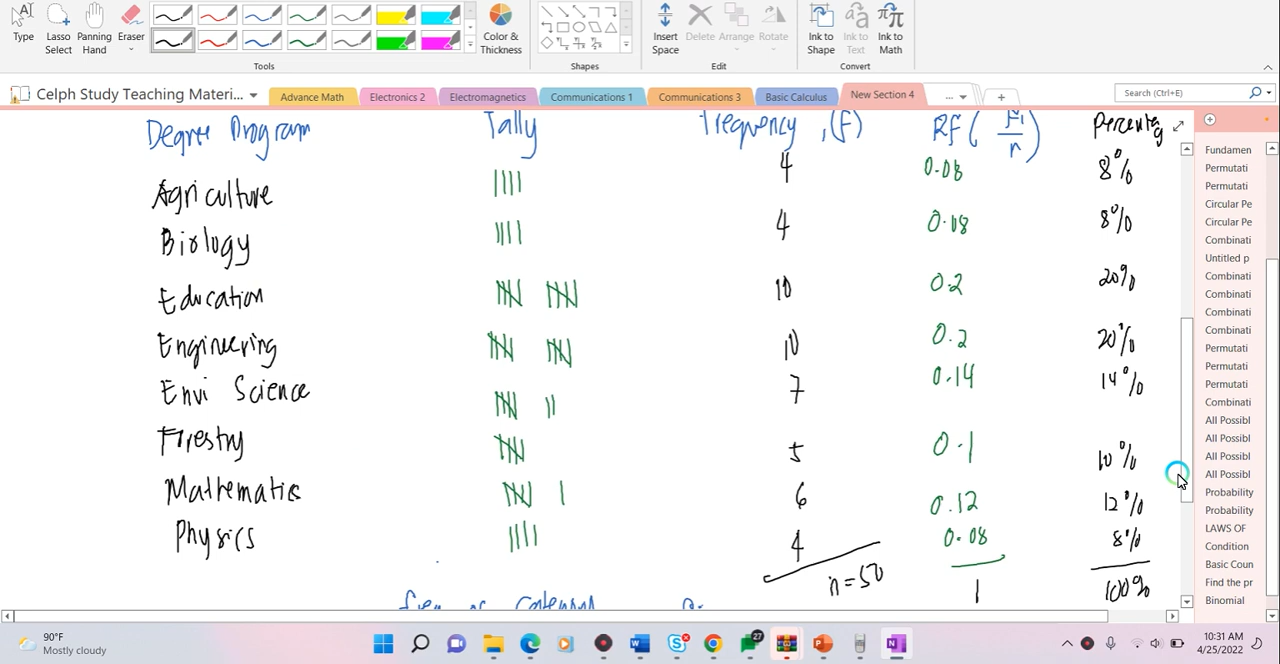 Type
Lasso Select
Panning Hand
Eraser
Color & Thickness
Insert Space
Delete
Arrange
Rotate
Ink to Shape
Ink to Text
Ink to Math
Tools
Shapes
Edit
Convert
Celph Study Teaching Materi...
Advance Math
Electronics 2
Electromagnetics
Communications 1
Communications 3
Basic Calculus
New Section 4
...
+
Search (Ctrl+E)
Degree Program Tally Frequency, (F) RF ( / n ) Percentag
Agriculture 4 0.08 8%
Biology 4 0.08 8%
Education 10 0.2 20%
Engineering 10 0.2 20%
Envi Science 7 0.14 14%
Forestry 5 0.1 10%
Mathematics 6 0.12 12%
Physics 4 0.08 8%
n=50 1 100%
Fundamen
Permutati
Permutati
Circular Pe
Circular Pe
Combinati
Untitled p
Combinati
Combinati
Combinati
Combinati
Permutati
Permutati
Permutati
Combinati
All Possibl
All Possibl
All Possibl
All Possibl
Probability
Probability
LAWS OF
Condition
Basic Coun
Find the pr
Binomial
90°F
Mostly cloudy
27
10:31 AM
4/25/2022